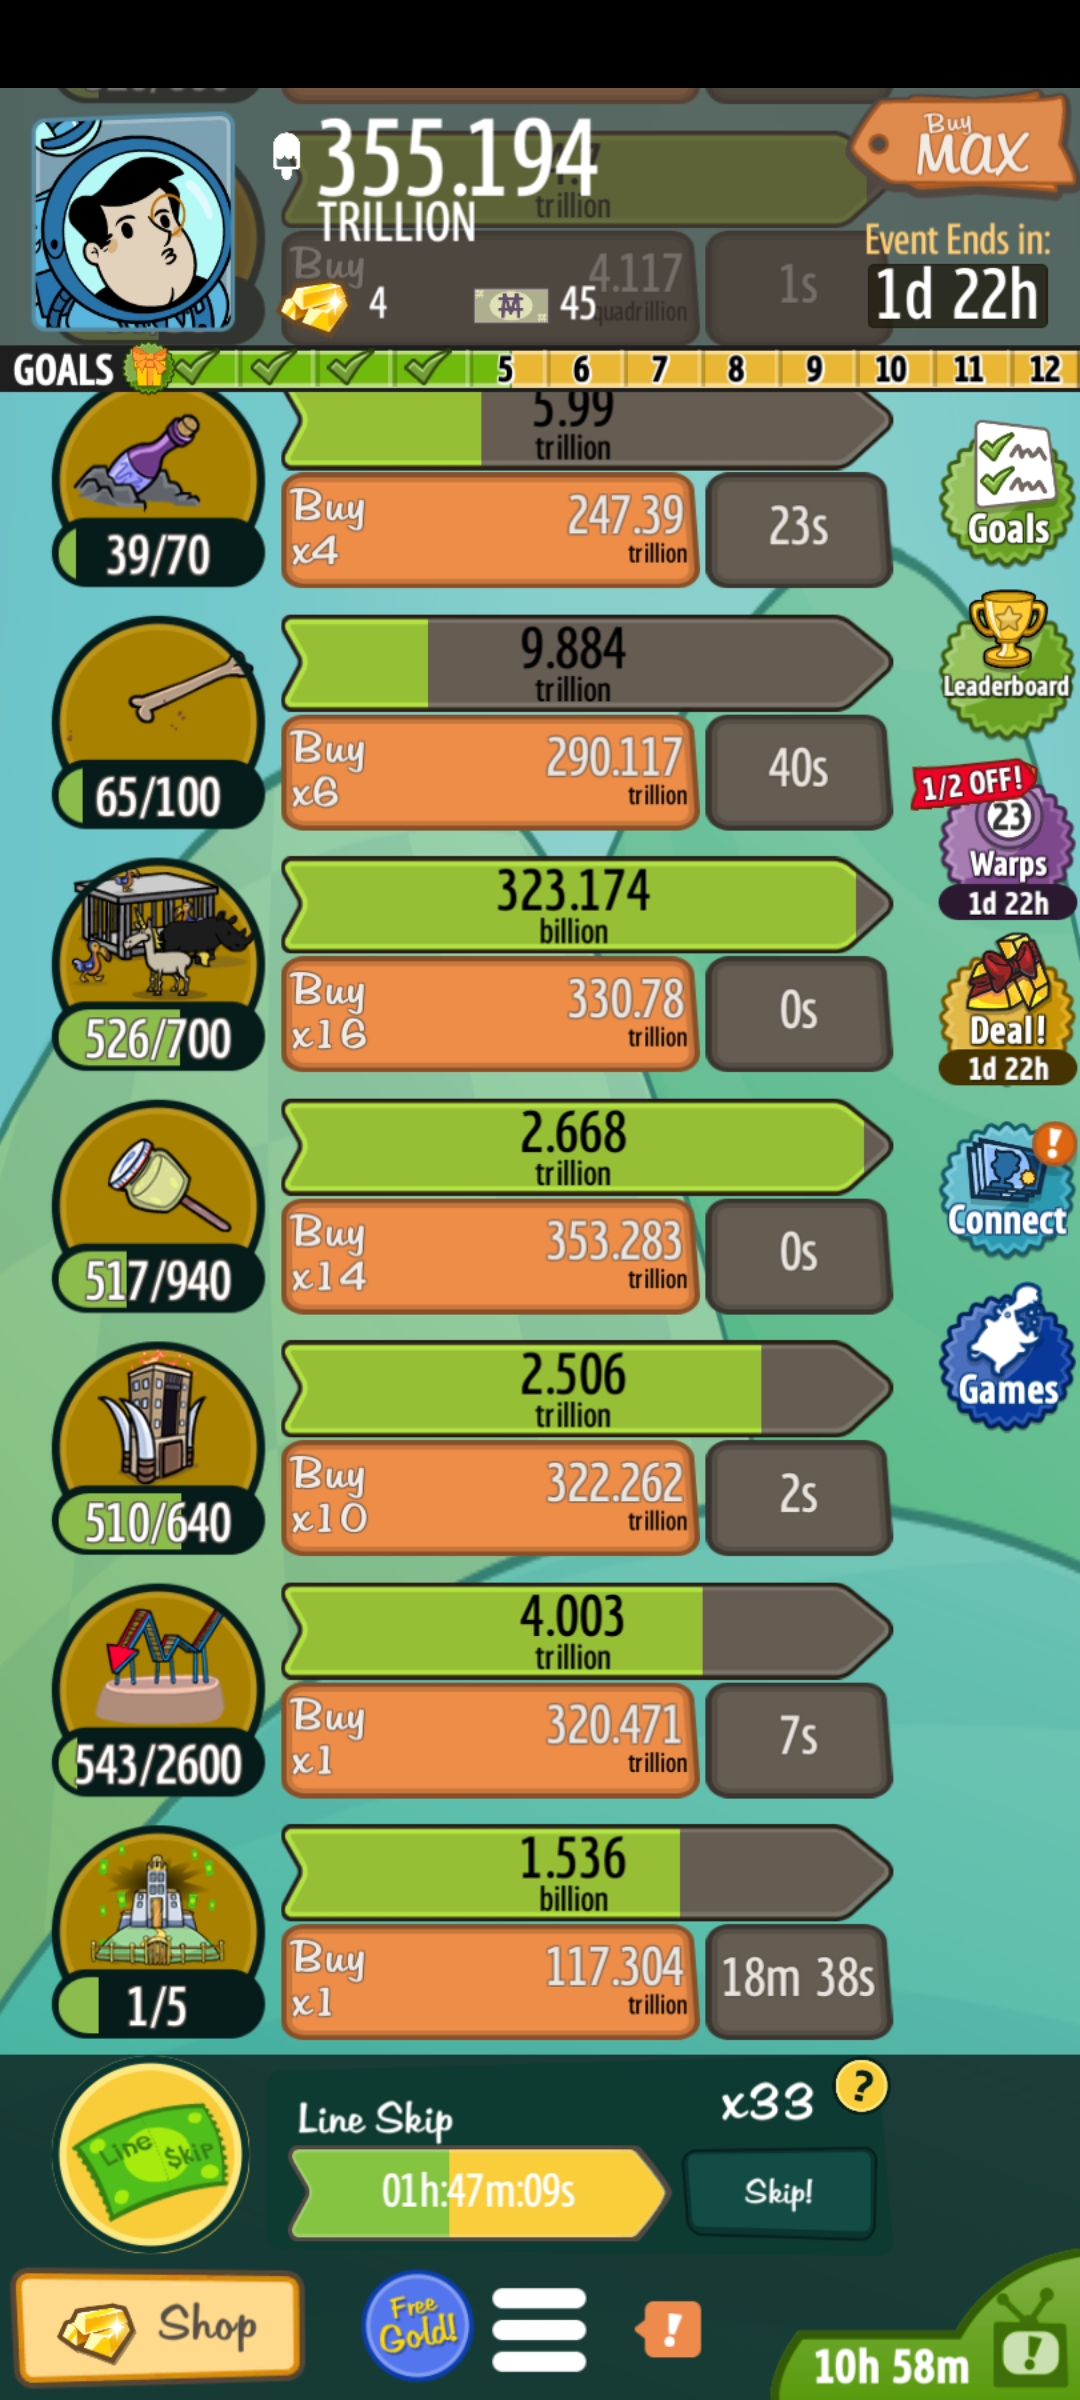 355.194
TRILLION
trillion
Buy
MAX
Event Ends in:
1d 22h
Buy
4.117
quadrillion
1s
4
45
GOALS
5 6 7 8 9 10 11 12
5.99
trillion
39/70
Buy
x4
247.39
trillion
23s
Goals
9.884
trillion
65/100
Buy
x6
290.117
trillion
40s
Leaderboard
1/2 OFF!
23
Warps
1d 22h
323.174
billion
526/700
Buy
x16
330.78
trillion
0s
Deal!
1d 22h
2.668
trillion
517/940
Buy
x14
353.283
trillion
0s
!
Connect
2.506
trillion
510/640
Buy
x10
322.262
trillion
2s
Games
4.003
trillion
543/2600
Buy
x1
320.471
trillion
7s
1.536
billion
1/5
Buy
x1
117.304
trillion
18m 38s
Line $kip
Line Skip
x33
?
01h:47m:09s
Skip!
Shop
Free
Gold!
!
10h 58m
!